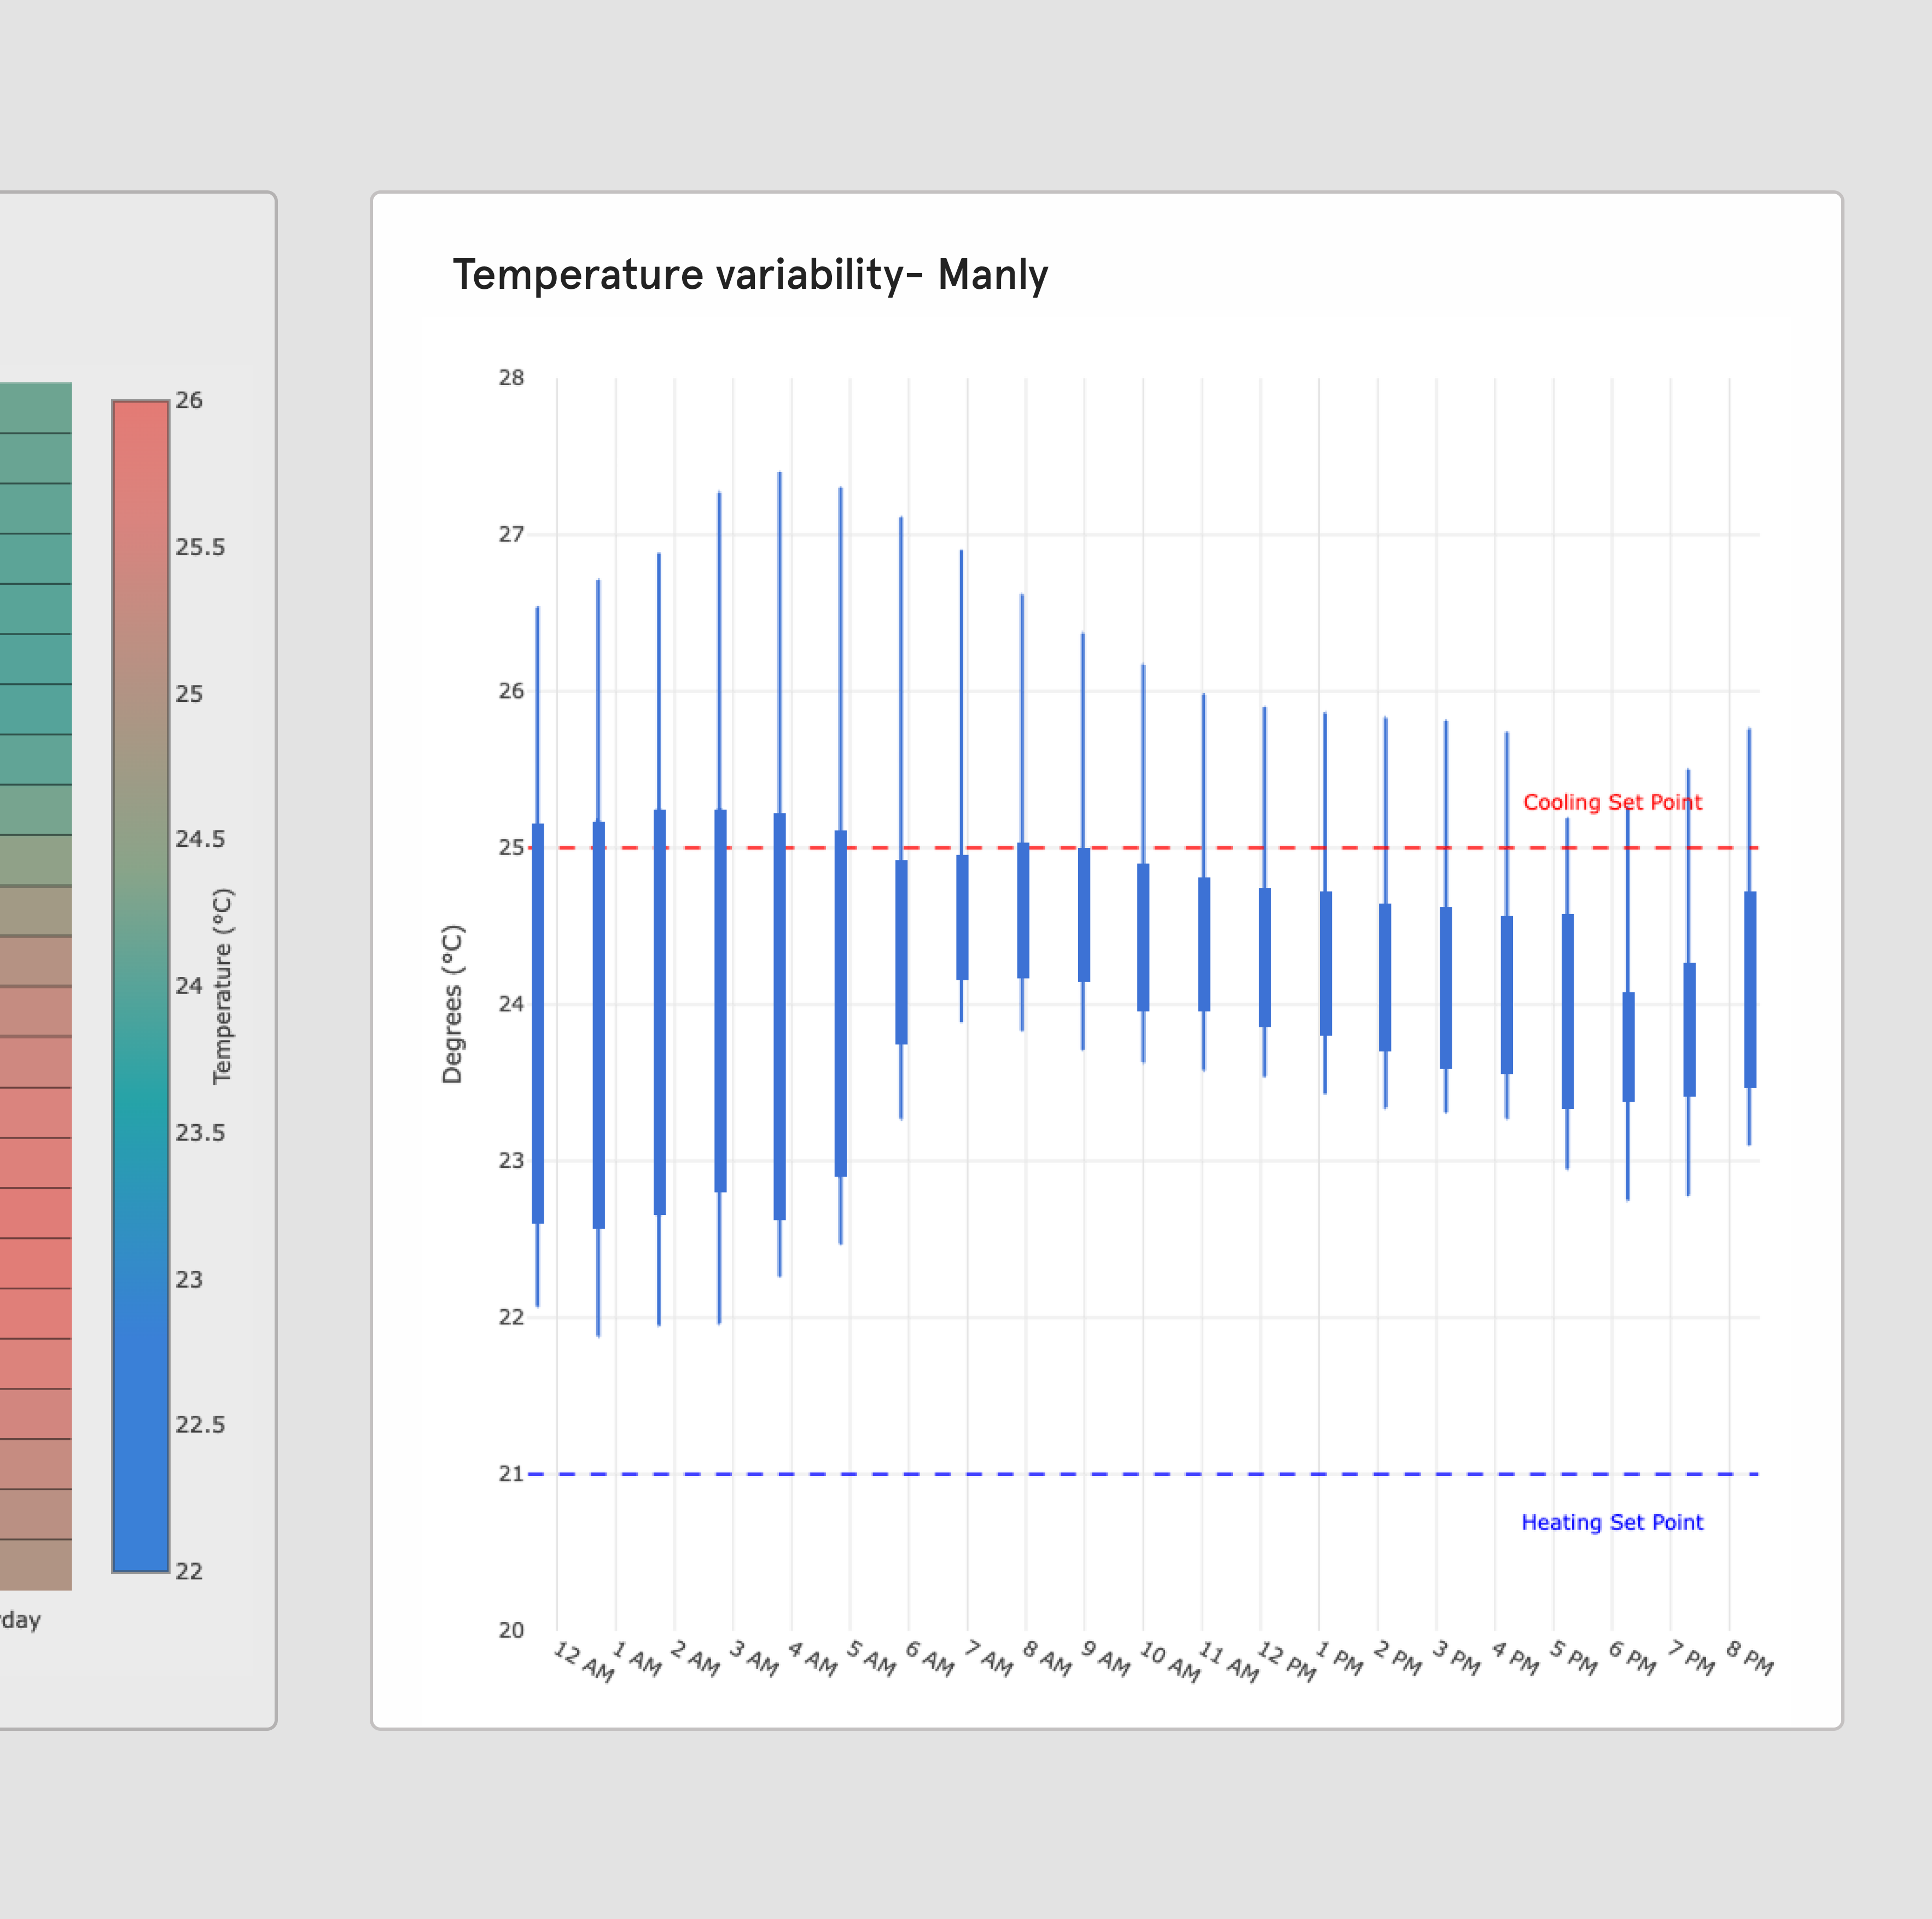 26
25.5
25
24.5
24
23.5
23
22.5
22
Temperature (°C)
day
Temperature variability- Manly
28
27
26
25
24
23
22
21
20
Degrees (°C)
Cooling Set Point
Heating Set Point
12 AM
1 AM
2 AM
3 AM
4 AM
5 AM
6 AM
7 AM
8 AM
9 AM
10 AM
11 AM
12 PM
1 PM
2 PM
3 PM
4 PM
5 PM
6 PM
7 PM
8 PM